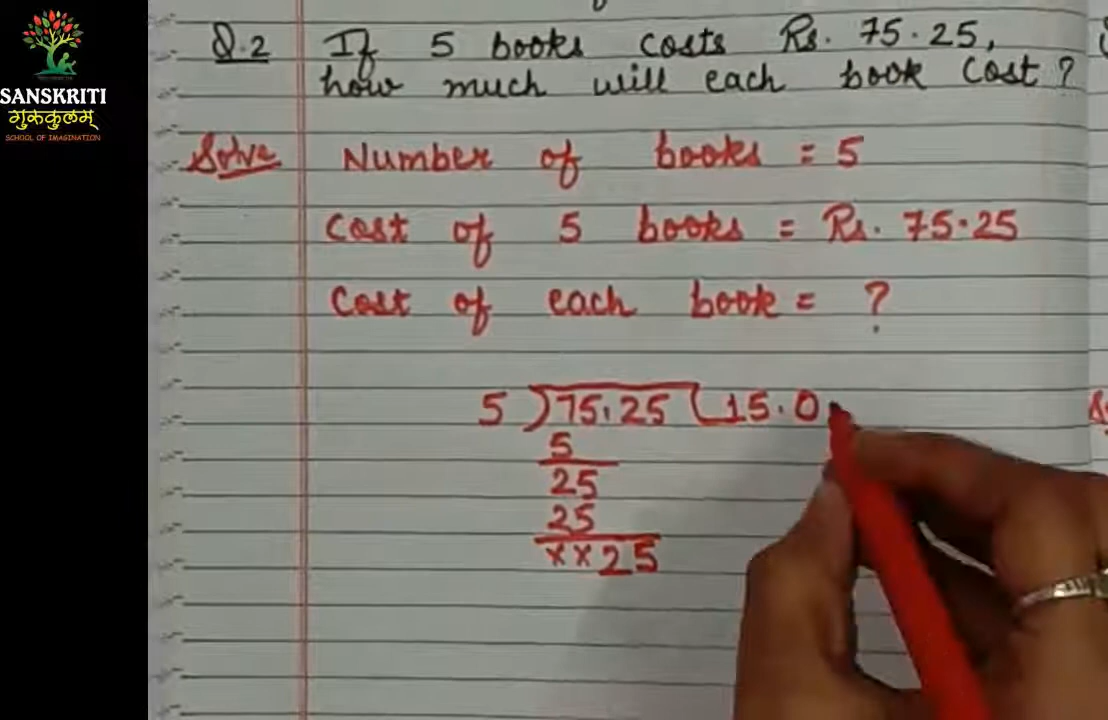 SANSKRITI
गुरुकुलम्
SCHOOL OF IMAGINATION
Q.2 If 5 books costs Rs. 75.25,
how much will each book cost?
Solve Number of books = 5
Cost of 5 books = Rs. 75.25
Cost of each book = ?
5 ) 75.25 ( 15.0
5
25
25
××25